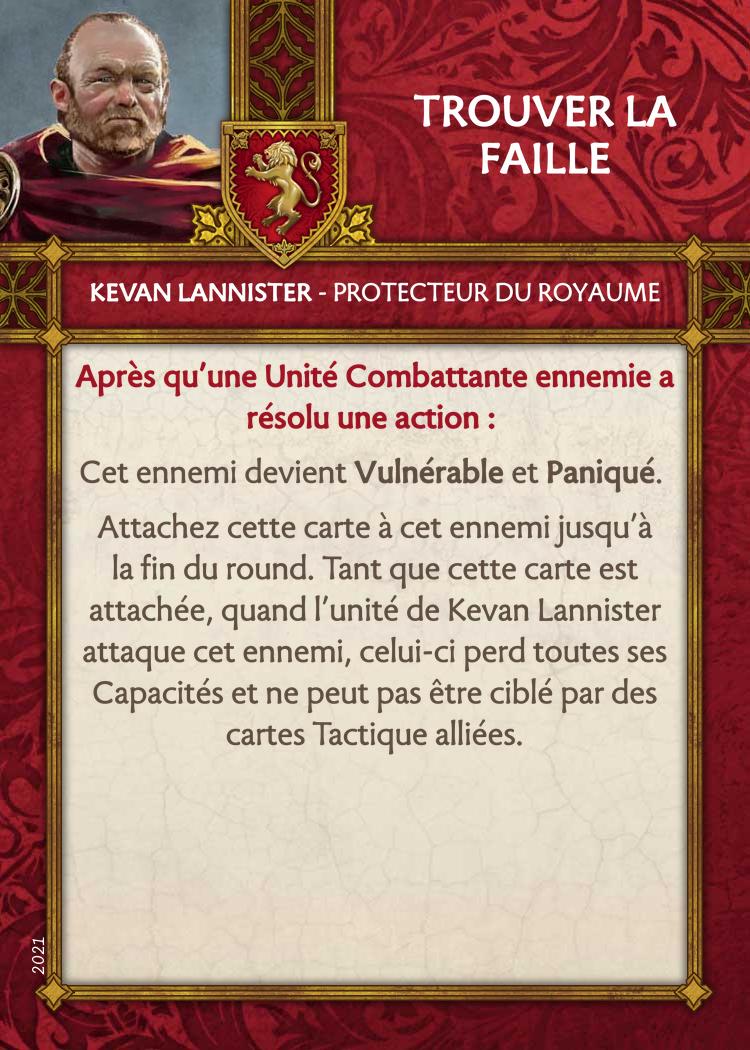 TROUVER LA
FAILLE
KEVAN LANNISTER - PROTECTEUR DU ROYAUME
Après qu'une Unité Combattante ennemie a
résolu une action :
Cet ennemi devient Vulnérable et Paniqué.
Attachez cette carte à cet ennemi jusqu'à
la fin du round. Tant que cette carte est
attachée, quand l'unité de Kevan Lannister
attaque cet ennemi, celui-ci perd toutes ses
Capacités et ne peut pas être ciblé par des
cartes Tactique alliées.
2021